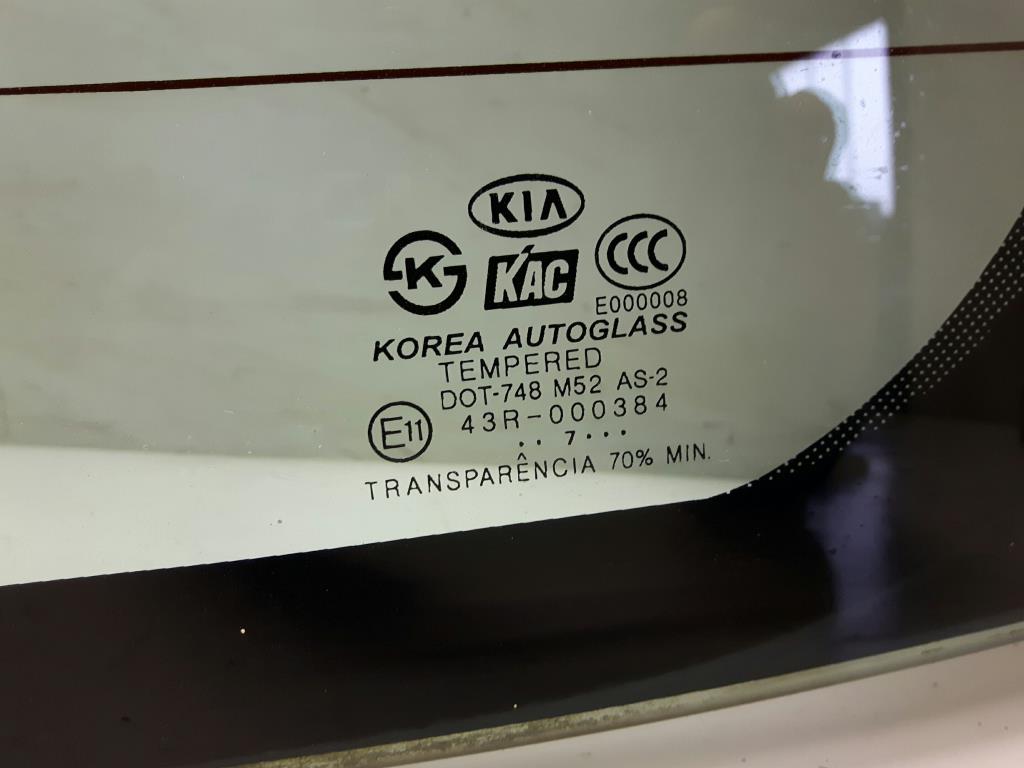 KIA
K
KAC
CCC
E000008
KOREA AUTOGLASS
TEMPERED
DOT-748 M52 AS-2
E11
43R-000384
.. 7...
TRANSPARÊNCIA 70% MIN.